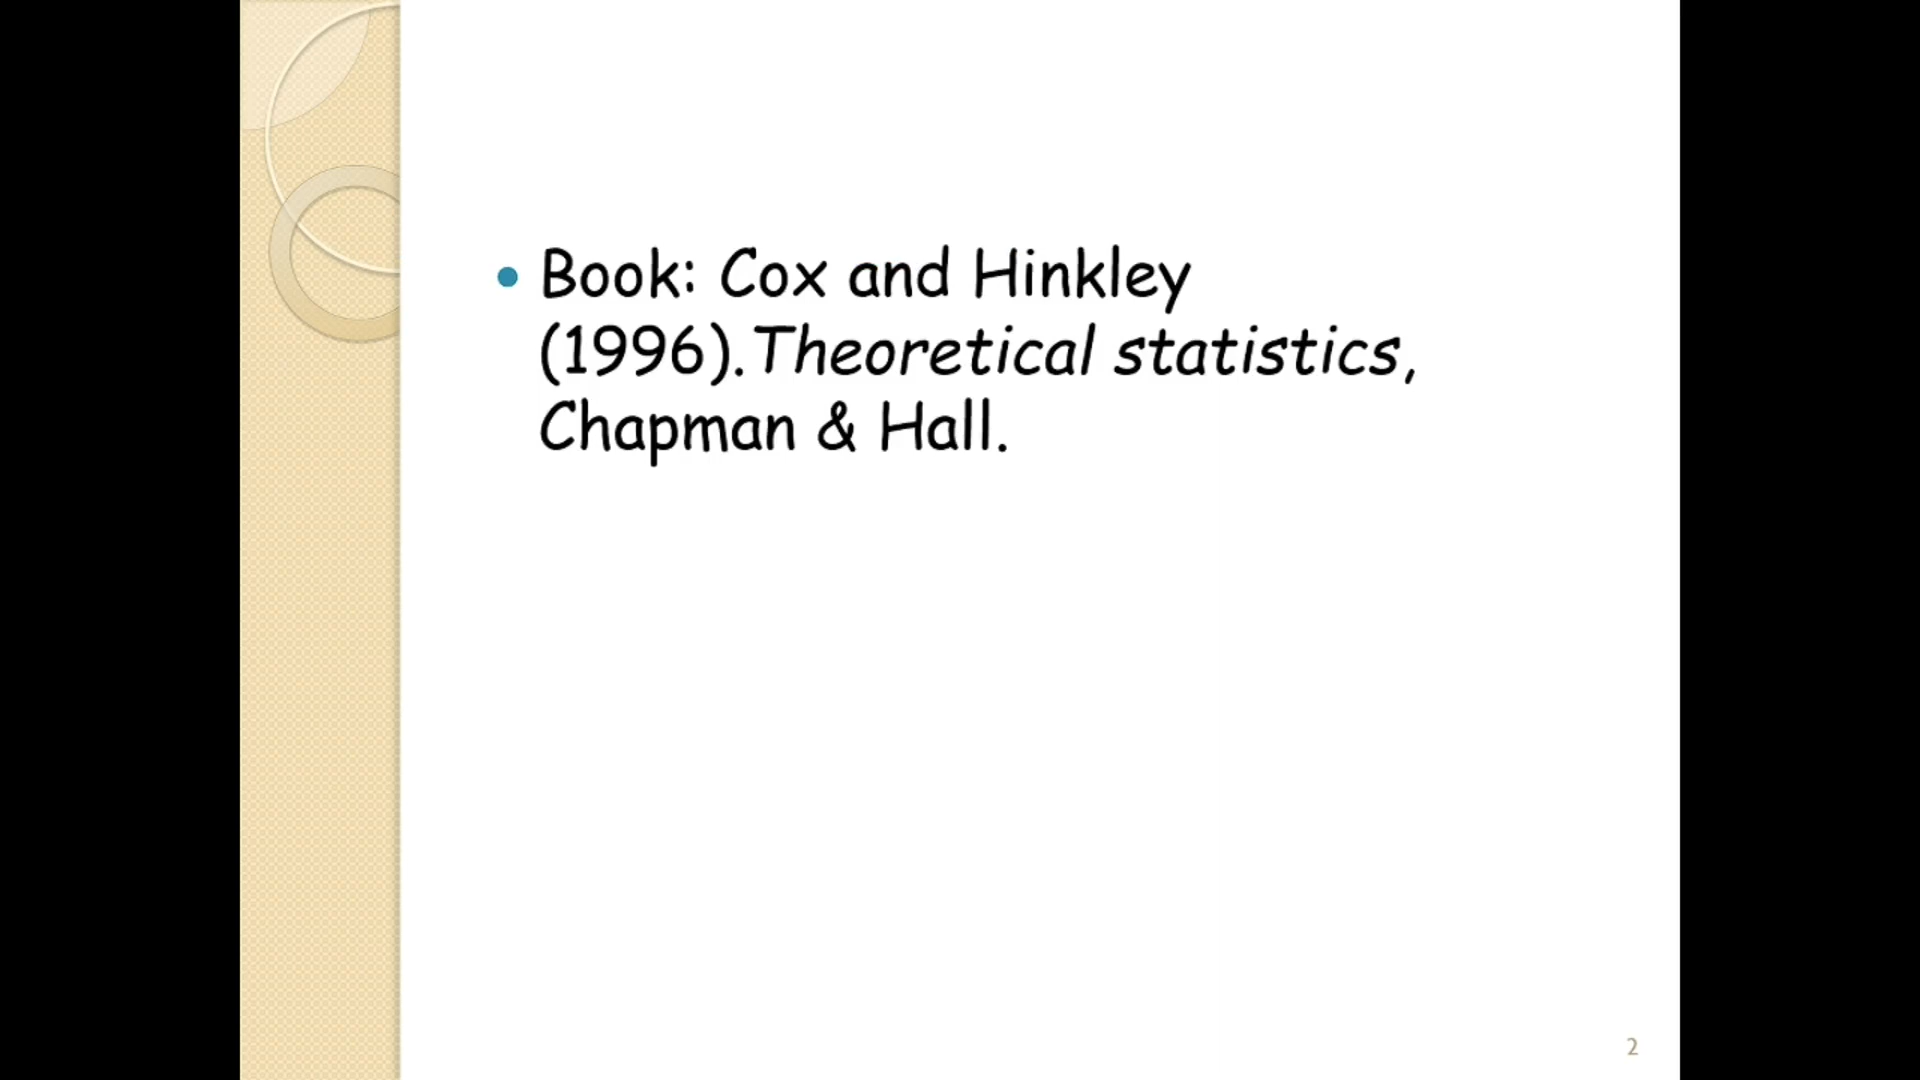 • Book: Cox and Hinkley
(1996).Theoretical statistics,
Chapman & Hall.
2